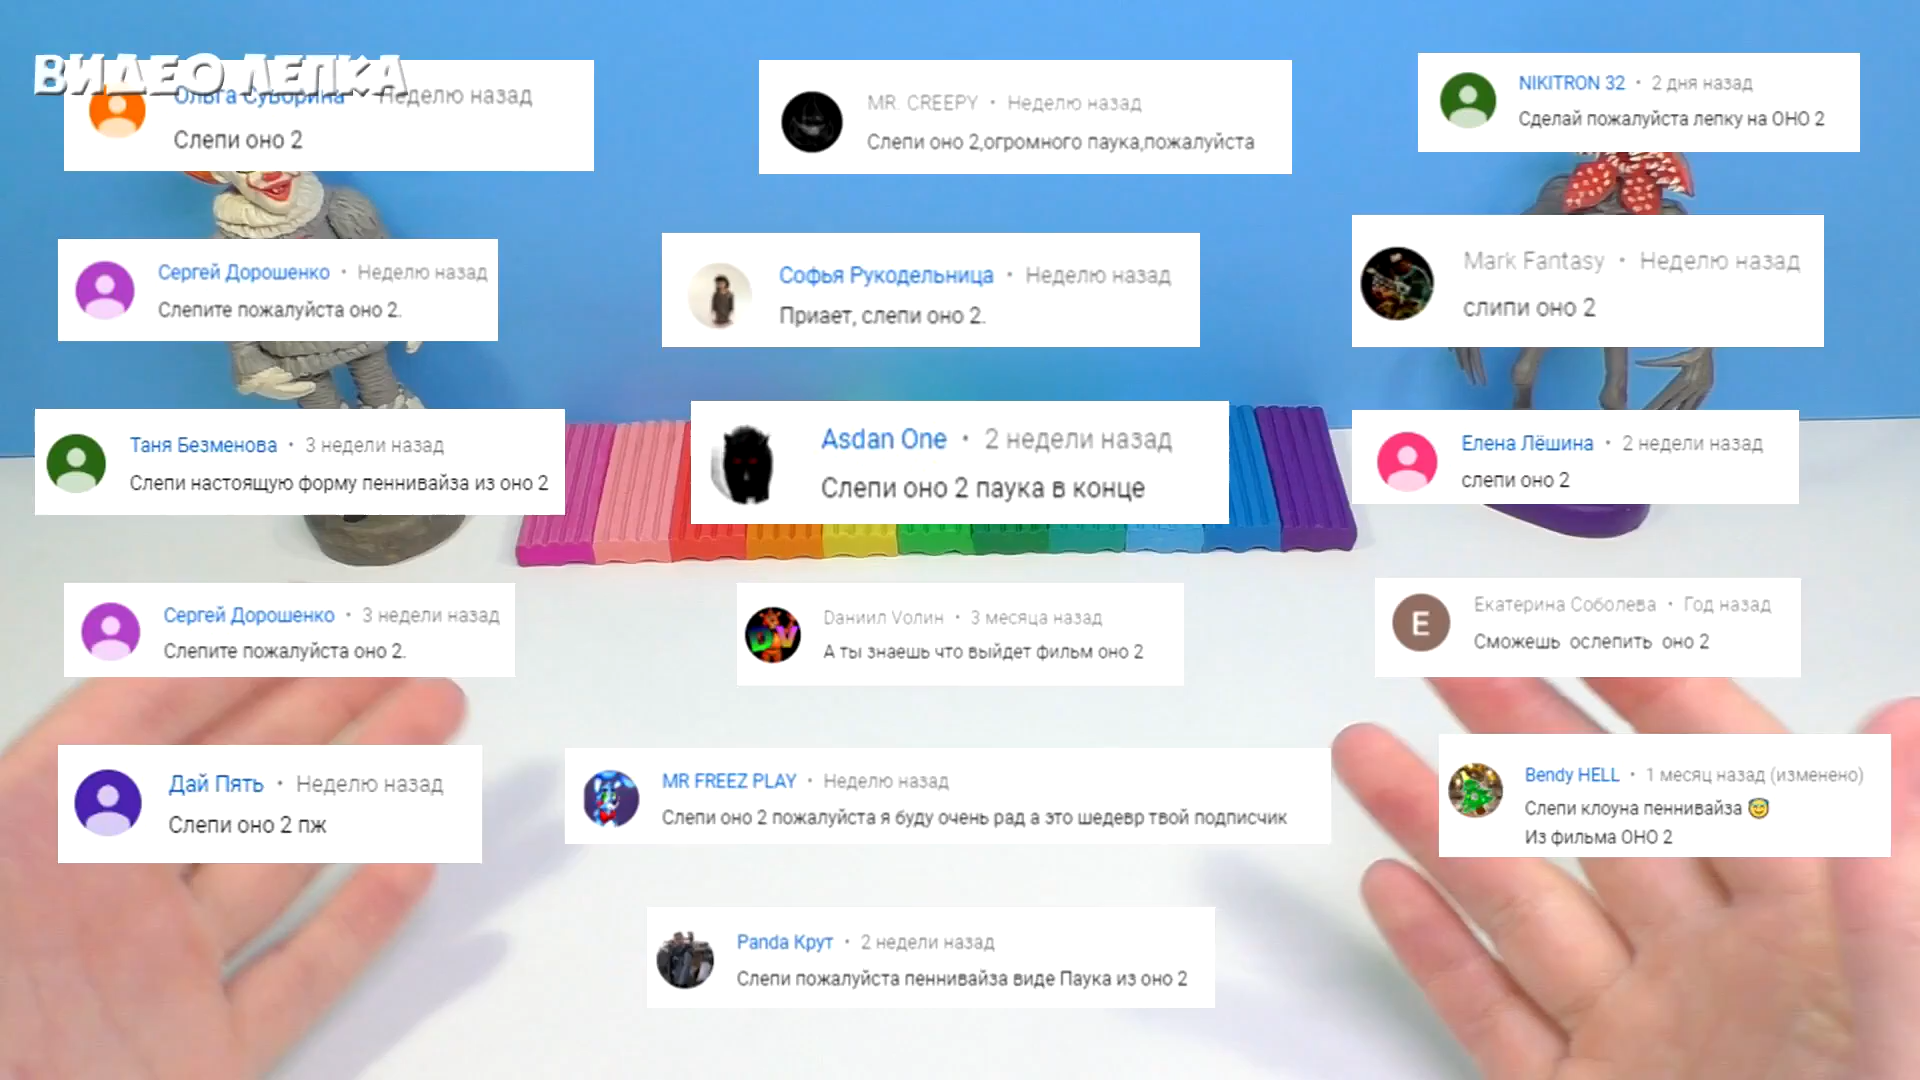 ВИДЕО ЛЕПКА
Ольга Суворина • Неделю назад
Слепи оно 2
MR. CREEPY • Неделю назад
Слепи оно 2,огромного паука,пожалуйста
NIKITRON 32 • 2 дня назад
Сделай пожалуйста лепку на ОНО 2
Сергей Дорошенко • Неделю назад
Слепите пожалуйста оно 2.
Софья Рукодельница • Неделю назад
Приает, слепи оно 2.
Mark Fantasy • Неделю назад
слипи оно 2
Таня Безменова • 3 недели назад
Слепи настоящую форму пеннивайза из оно 2
Asdan One • 2 недели назад
Слепи оно 2 паука в конце
Елена Лёшина • 2 недели назад
слепи оно 2
Сергей Дорошенко • 3 недели назад
Слепите пожалуйста оно 2.
DV
Dаниил Vолин • 3 месяца назад
А ты знаешь что выйдет фильм оно 2
Е
Екатерина Соболева • Год назад
Сможешь ослепить оно 2
Дай Пять • Неделю назад
Слепи оно 2 пж
MR FREEZ PLAY • Неделю назад
Слепи оно 2 пожалуйста я буду очень рад а это шедевр твой подписчик
Bendy HELL • 1 месяц назад (изменено)
Слепи клоуна пеннивайза 😇
Из фильма ОНО 2
Panda Крут • 2 недели назад
Слепи пожалуйста пеннивайза виде Паука из оно 2